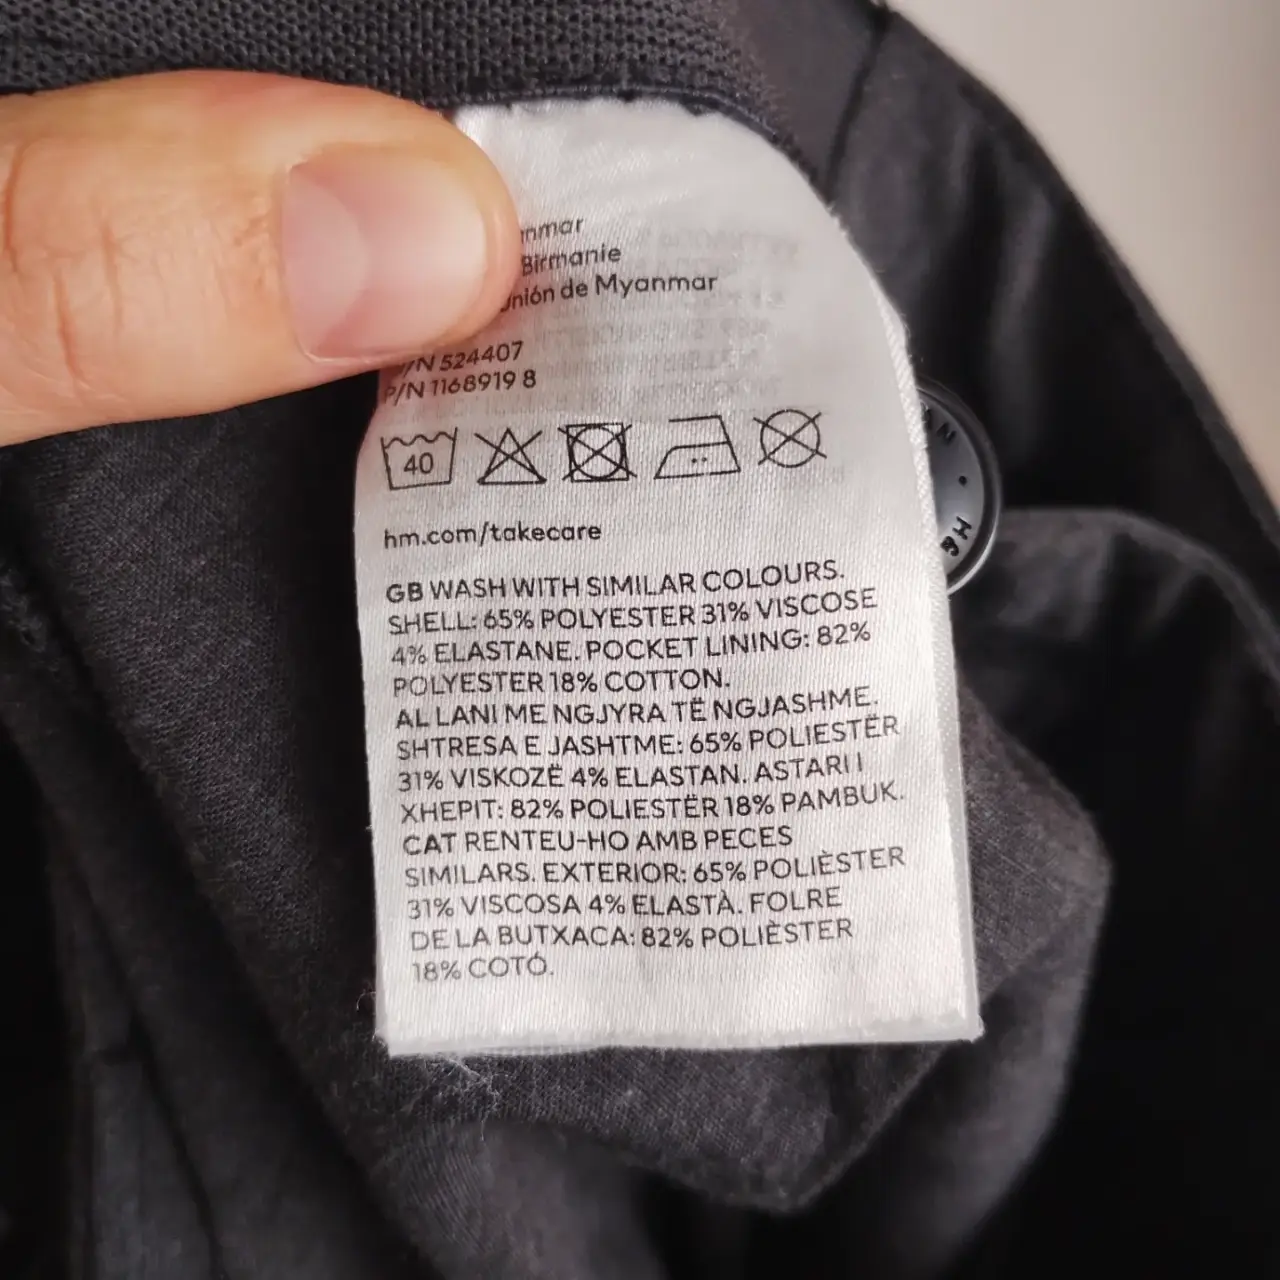 Birmanie
de Myanmar
524407
P/N 1168919 8
40
hm.com/takecare
GB WASH WITH SIMILAR COLOURS.
SHELL: 65% POLYESTER 31% VISCOSE
4% ELASTANE. POCKET LINING: 82%
POLYESTER 18% COTTON.
AL LANI ME NGJYRA TË NGJASHME.
SHTRESA E JASHTME: 65% POLIESTËR
31% VISKOZË 4% ELASTAN. ASTARI I
XHEPIT: 82% POLIESTËR 18% PAMBUK.
CAT RENTEU-HO AMB PECES
SIMILARS. EXTERIOR: 65% POLIÈSTER
31% VISCOSA 4% ELASTÀ. FOLRE
DE LA BUTXACA: 82% POLIÈSTER
18% COTÓ.